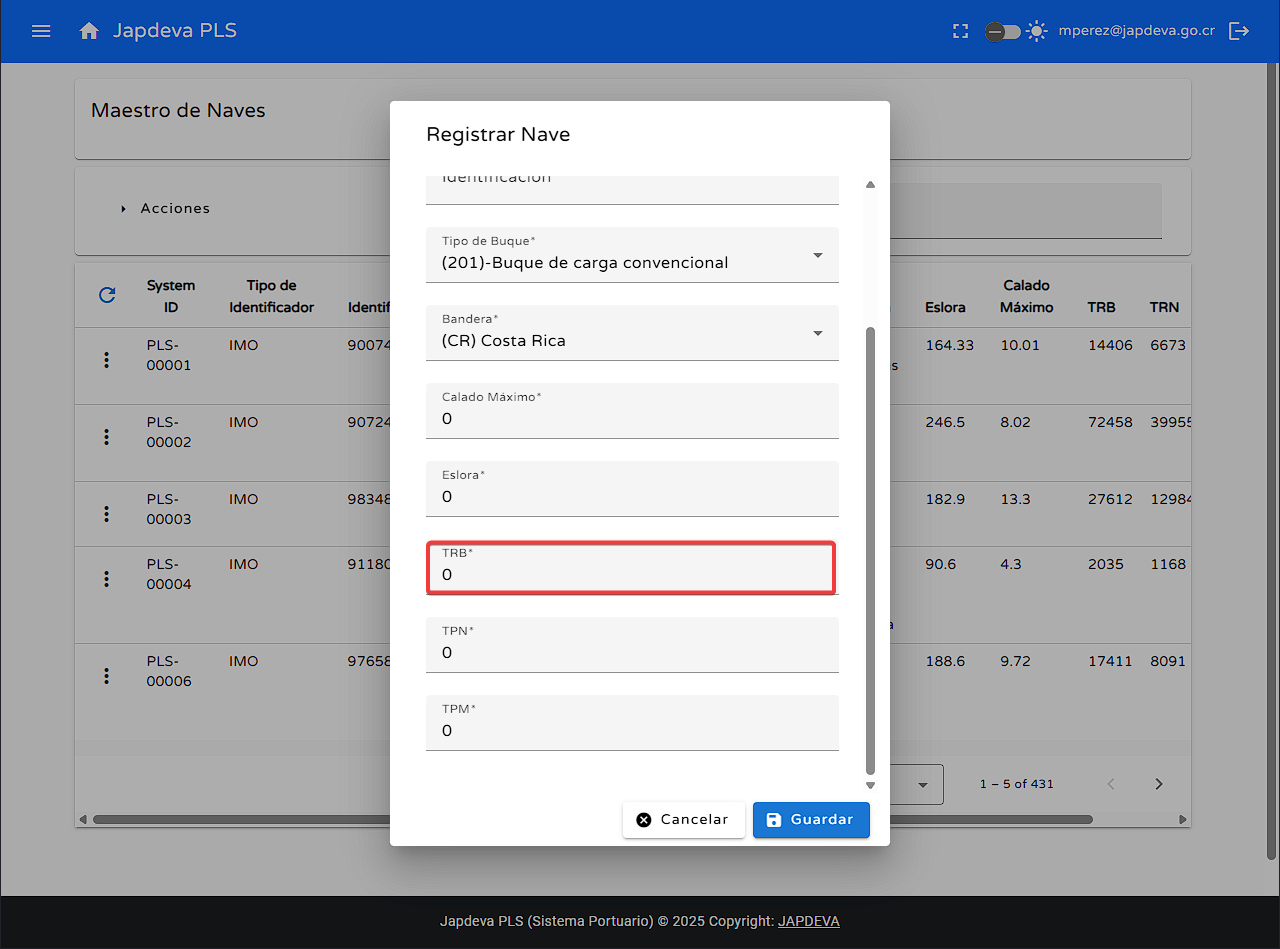 Japdeva PLS
mperez@japdeva.go.cr
Maestro de Naves
Acciones
System ID
Tipo de Identificador
Eslora
Calado Máximo
TRB
TRN
PLS-00001
IMO
90074
164.33
10.01
14406
6673
PLS-00002
IMO
90724
246.5
8.02
72458
39955
PLS-00003
IMO
98348
182.9
13.3
27612
12984
PLS-00004
IMO
91180
90.6
4.3
2035
1168
PLS-00006
IMO
97658
188.6
9.72
17411
8091
1 – 5 of 431
Registrar Nave
Identificación
Tipo de Buque*
(201)-Buque de carga convencional
Bandera*
(CR) Costa Rica
Calado Máximo*
0
Eslora*
0
TRB*
0
TPN*
0
TPM*
0
Cancelar
Guardar
Japdeva PLS (Sistema Portuario) © 2025 Copyright: JAPDEVA